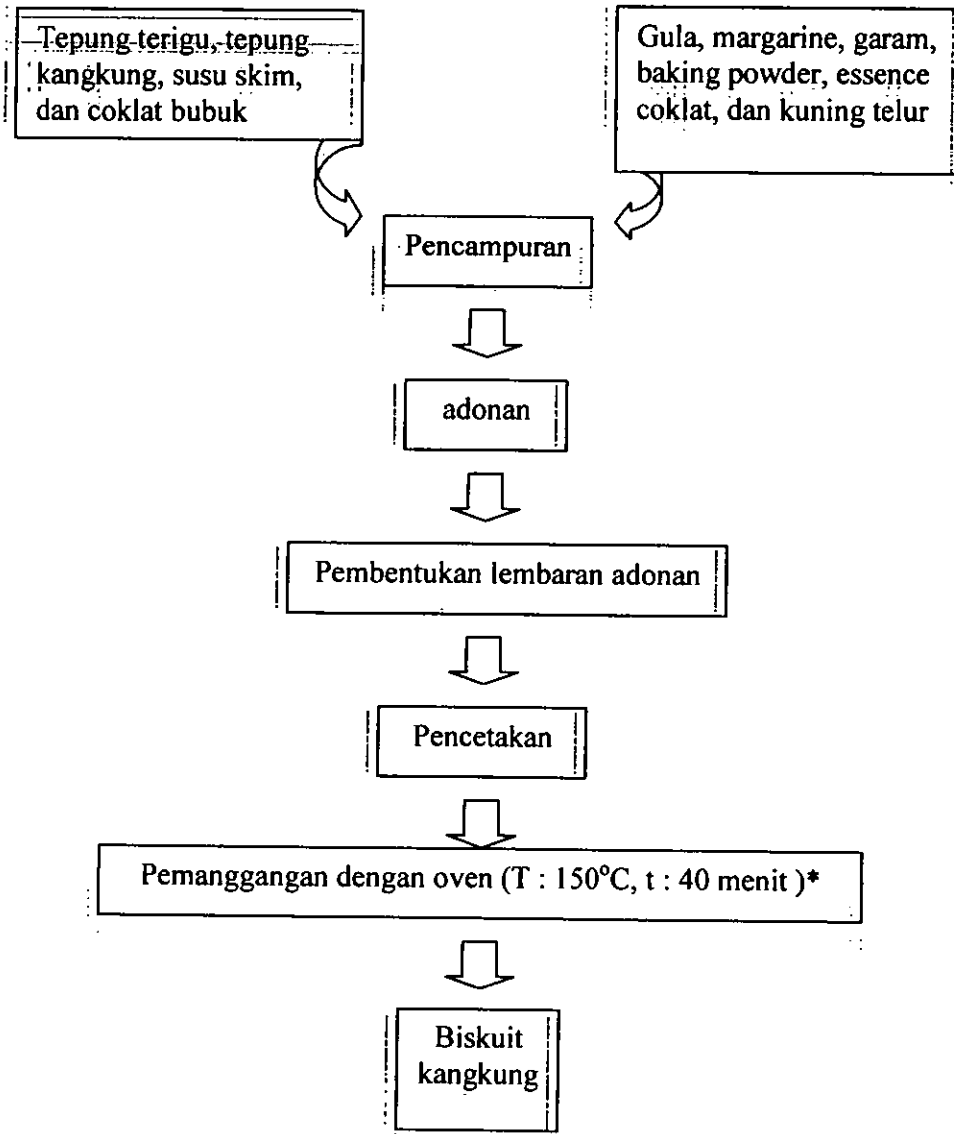 Tepung terigu, tepung
kangkung, susu skim,
dan coklat bubuk
Gula, margarine, garam,
baking powder, essence
coklat, dan kuning telur
Pencampuran
adonan
Pembentukan lembaran adonan
Pencetakan
Pemanggangan dengan oven (T : 150°C, t : 40 menit )*
Biskuit
kangkung